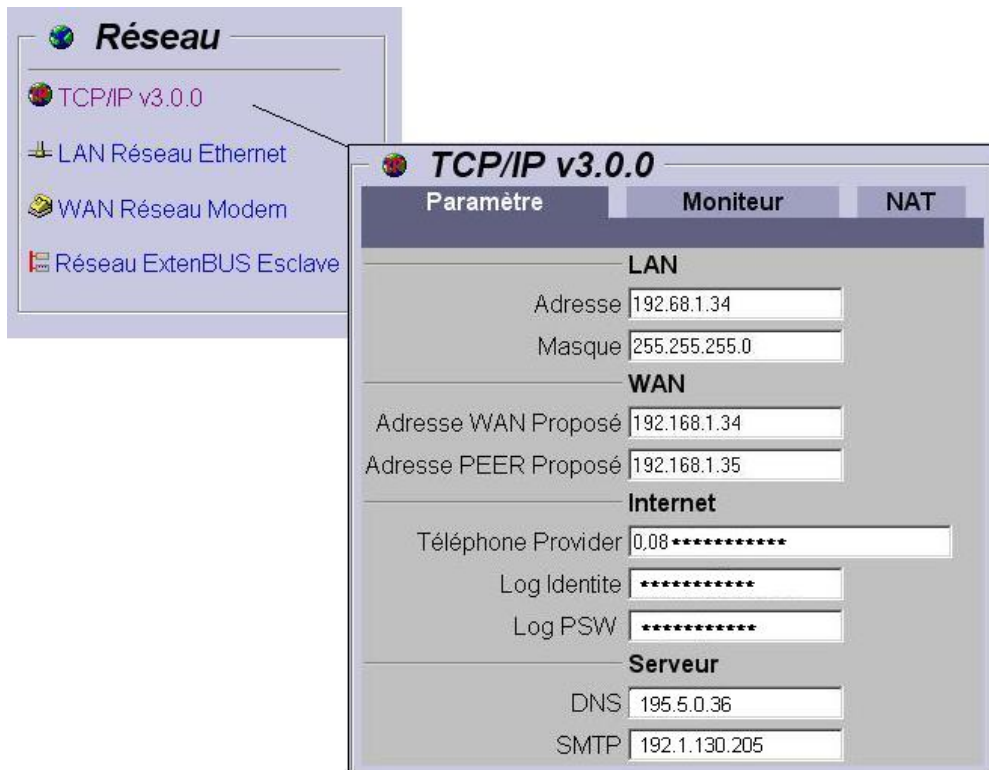 Réseau
TCP/IP v3.0.0
LAN Réseau Ethernet
WAN Réseau Modem
Réseau ExtenBUS Esclave
TCP/IP v3.0.0
Paramètre Moniteur NAT
LAN
Adresse 192.68.1.34
Masque 255.255.255.0
WAN
Adresse WAN Proposé 192.168.1.34
Adresse PEER Proposé 192.168.1.35
Internet
Téléphone Provider 0,08***********
Log Identite ***********
Log PSW ***********
Serveur
DNS 195.5.0.36
SMTP 192.1.130.205